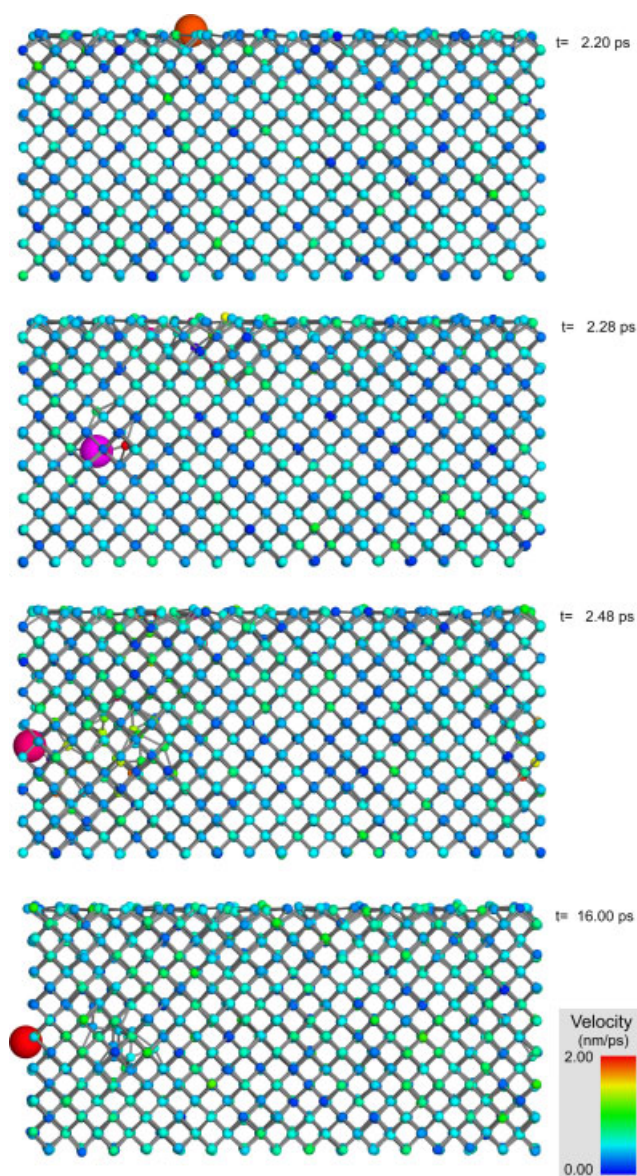 t= 2.20 ps
t= 2.28 ps
t= 2.48 ps
t= 16.00 ps
Velocity
(nm/ps)
2.00
0.00